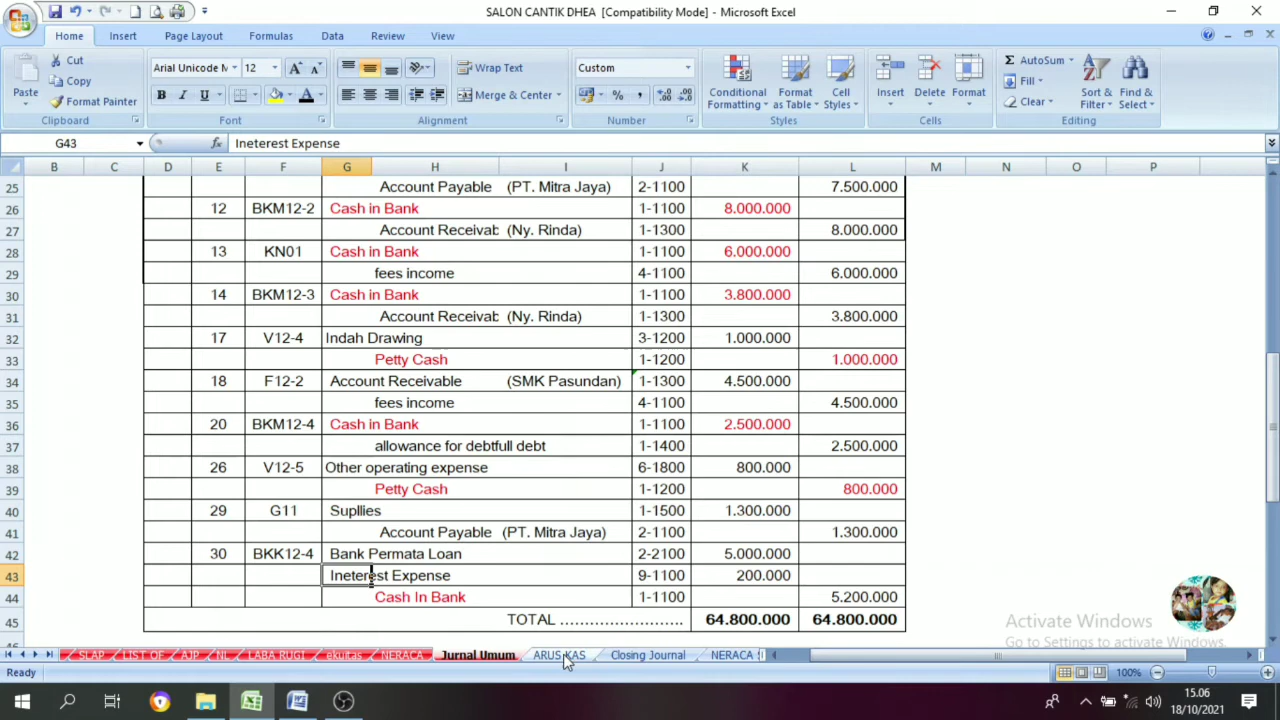 SALON CANTIK DHEA [Compatibility Mode] - Microsoft Excel
Home Insert Page Layout Formulas Data Review View
Paste
Cut
Copy
Format Painter
Clipboard
Arial Unicode M 12
B I U
Font
Wrap Text
Merge & Center
Alignment
Custom
Number
Conditional Formatting
Format as Table
Cell Styles
Styles
Insert Delete Format
Cells
AutoSum
Fill
Clear
Sort & Filter
Find & Select
Editing
G43 fx Ineterest Expense
B C D E F G H I J K L M N O P
25 Account Payable (PT. Mitra Jaya) 2-1100 7.500.000
26 12 BKM12-2 Cash in Bank 1-1100 8.000.000
27 Account Receivab (Ny. Rinda) 1-1300 8.000.000
28 13 KN01 Cash in Bank 1-1100 6.000.000
29 fees income 4-1100 6.000.000
30 14 BKM12-3 Cash in Bank 1-1100 3.800.000
31 Account Receivab (Ny. Rinda) 1-1300 3.800.000
32 17 V12-4 Indah Drawing 3-1200 1.000.000
33 Petty Cash 1-1200 1.000.000
34 18 F12-2 Account Receivable (SMK Pasundan) 1-1300 4.500.000
35 fees income 4-1100 4.500.000
36 20 BKM12-4 Cash in Bank 1-1100 2.500.000
37 allowance for debtfull debt 1-1400 2.500.000
38 26 V12-5 Other operating expense 6-1800 800.000
39 Petty Cash 1-1200 800.000
40 29 G11 Supllies 1-1500 1.300.000
41 Account Payable (PT. Mitra Jaya) 2-1100 1.300.000
42 30 BKK12-4 Bank Permata Loan 2-2100 5.000.000
43 Ineterest Expense 9-1100 200.000
44 Cash In Bank 1-1100 5.200.000
45 TOTAL ............................ 64.800.000 64.800.000
Activate Windows
Go to Settings to activate Windows.
SLAP LIST OF AJP NL LABA RUGI ekuitas NERACA Jurnal Umum ARUS KAS Closing Journal NERACA
Ready 100%
15.06
18/10/2021